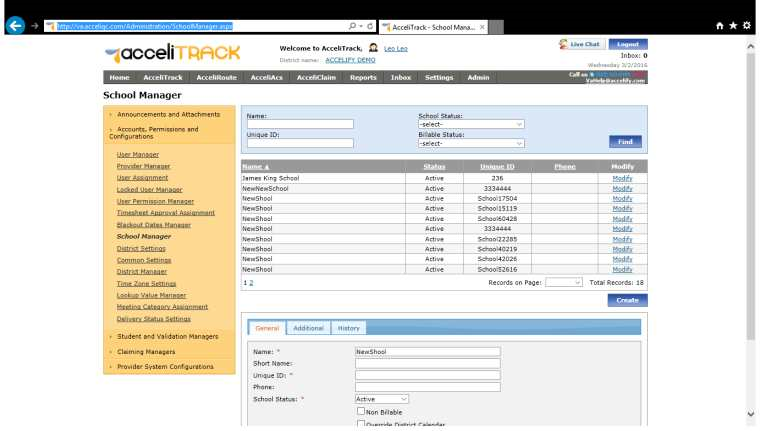 http://va.acceliqc.com/Administration/SchoolManager.aspx
AcceliTrack - School Mana...
acceliTRACK
Welcome to AcceliTrack, Leo Leo
District name: ACCELIFY DEMO
Live Chat Logout
Inbox: 0
Wednesday 3/2/2016
Home AcceliTrack AcceliRoute AcceliAcs AcceliClaim Reports Inbox Settings Admin
Call us
VaHelp@accelify.com
School Manager
Announcements and Attachments
Accounts, Permissions and
Configurations
User Manager
Provider Manager
User Assignment
Locked User Manager
User Permission Manager
Timesheet Approval Assignment
Blackout Dates Manager
School Manager
District Settings
Common Settings
District Manager
Time Zone Settings
Lookup Value Manager
Meeting Category Assignment
Delivery Status Settings
Student and Validation Managers
Claiming Managers
Provider System Configurations
Name: School Status:
-select-
Unique ID: Billable Status:
-select-
Find
Name Status Unique ID Phone Modify
James King School Active 236 Modify
NewNewSchool Active 3334444 Modify
NewShool Active School17504 Modify
NewShool Active School15119 Modify
NewShool Active School60428 Modify
NewShool Active 3334444 Modify
NewShool Active School22285 Modify
NewShool Active School40219 Modify
NewShool Active School42026 Modify
NewShool Active School52616 Modify
1 2 Records on Page: Total Records: 18
Create
General Additional History
Name: * NewShool
Short Name:
Unique ID: *
Phone:
School Status: * Active
Non Billable
Override District Calendar